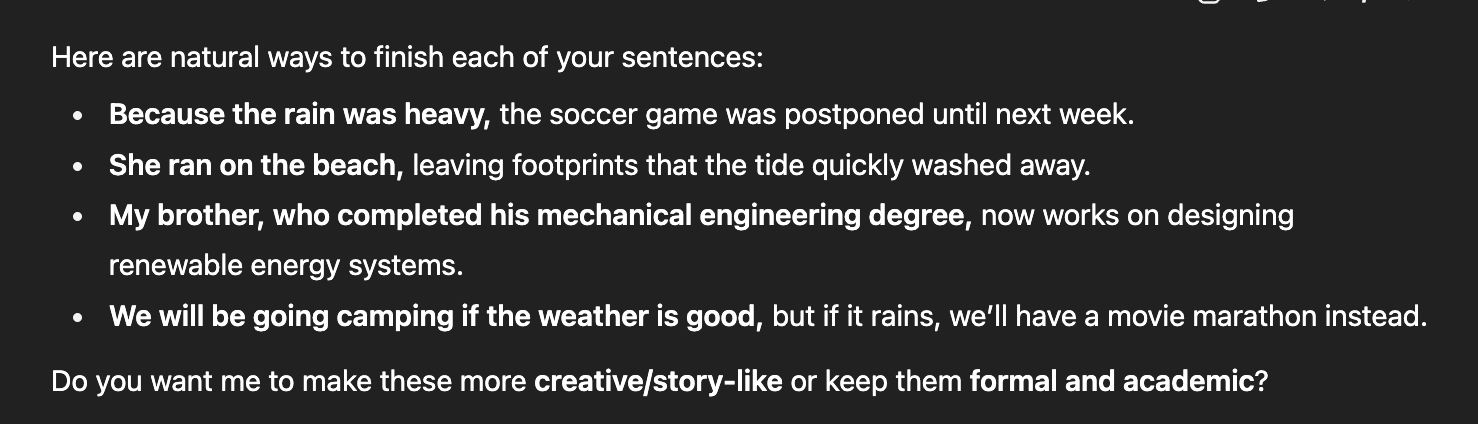 Here are natural ways to finish each of your sentences:
• Because the rain was heavy, the soccer game was postponed until next week.
• She ran on the beach, leaving footprints that the tide quickly washed away.
• My brother, who completed his mechanical engineering degree, now works on designing
renewable energy systems.
• We will be going camping if the weather is good, but if it rains, we’ll have a movie marathon instead.
Do you want me to make these more creative/story-like or keep them formal and academic?